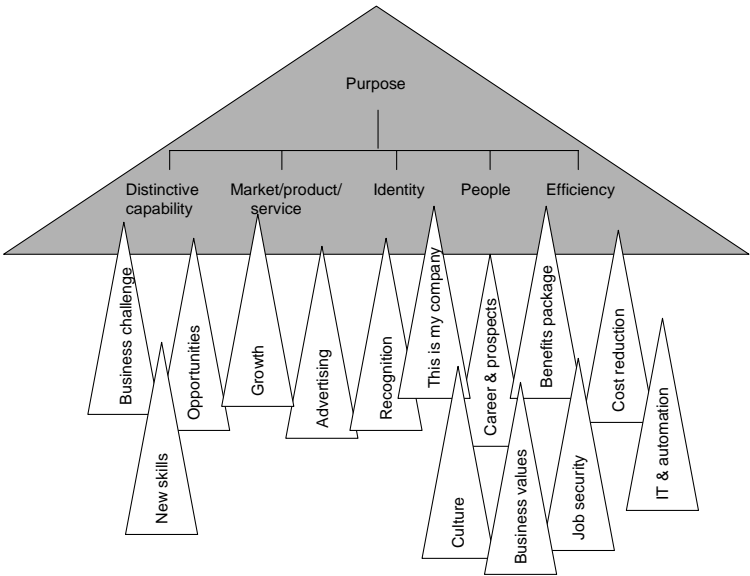 Purpose
Distinctive
capability
Market/product/
service
Identity
People
Efficiency
Business challenge
Opportunities
Growth
Advertising
Recognition
This is my company
Career & prospects
Benefits package
Cost reduction
IT & automation
New skills
Culture
Business values
Job security